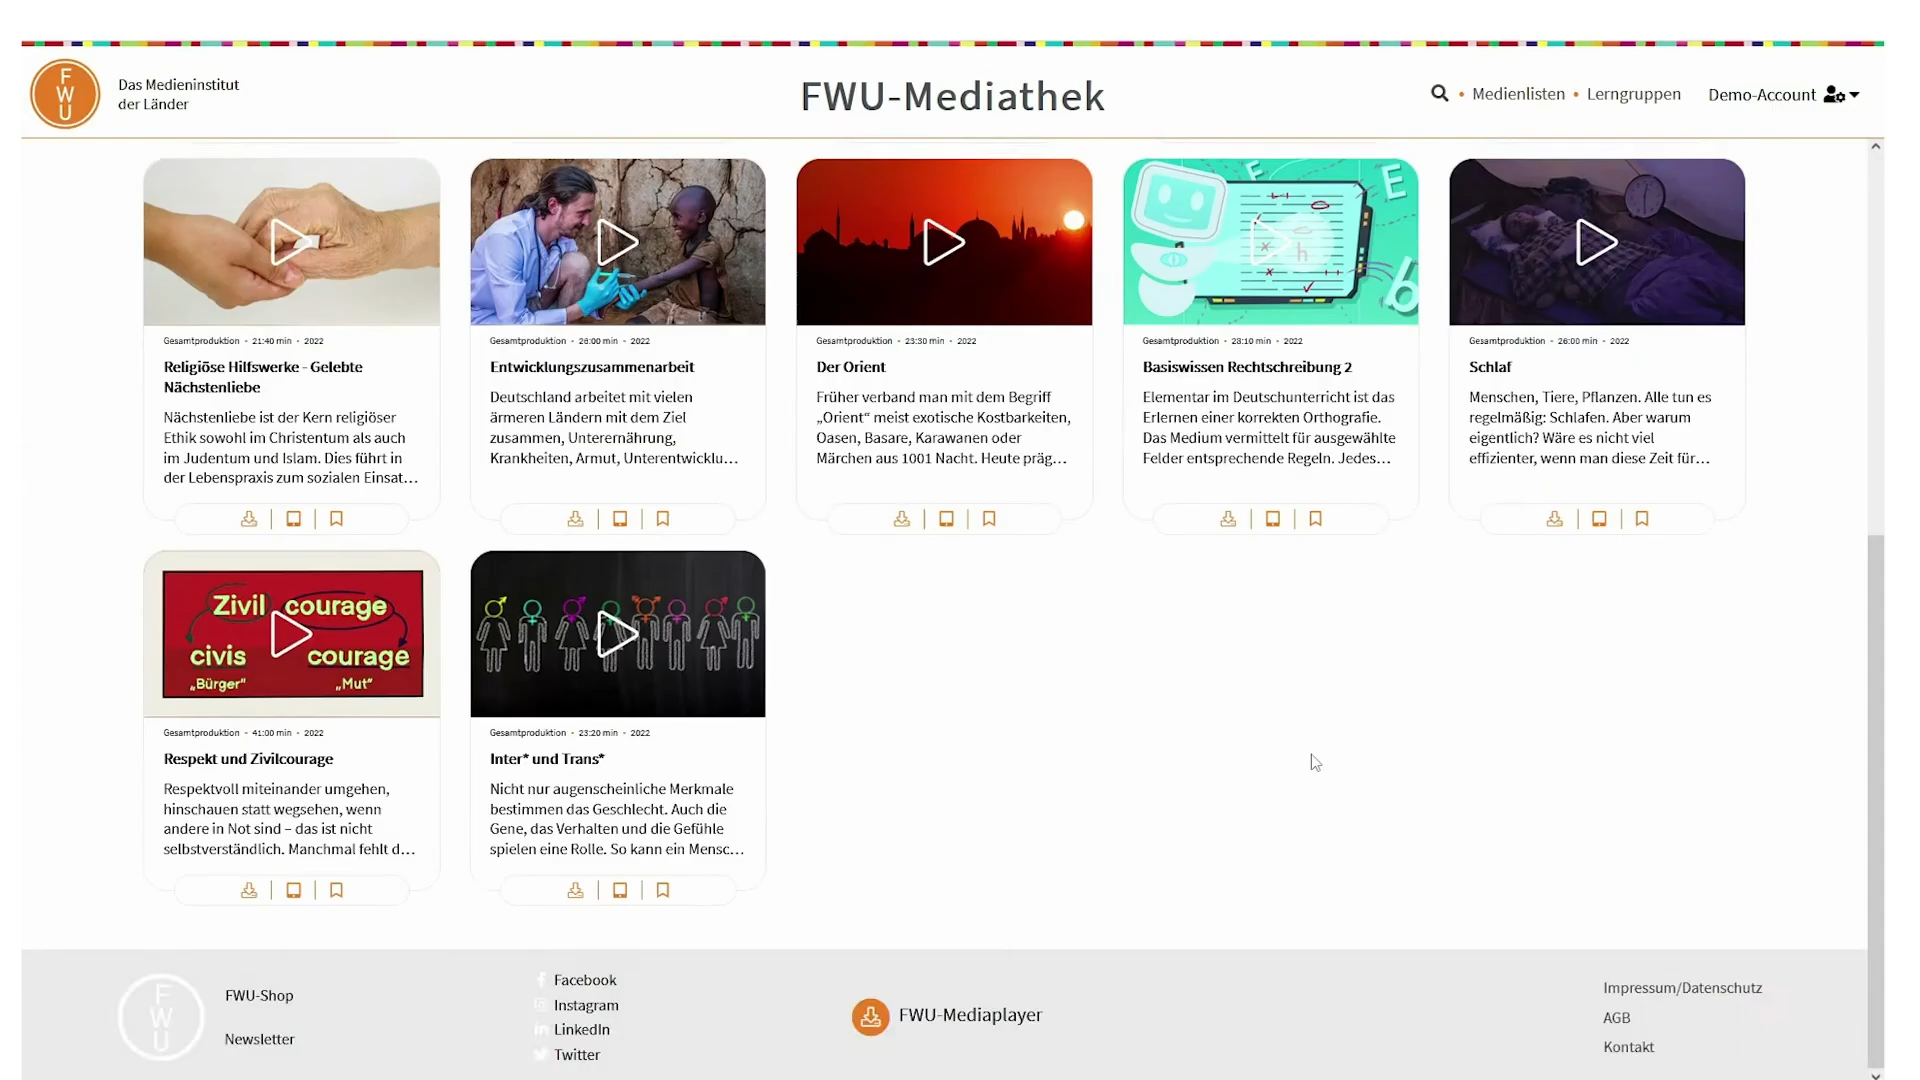 FWU
Das Medieninstitut
der Länder
FWU-Mediathek
• Medienlisten • Lerngruppen
Demo-Account
Gesamtproduktion • 21:40 min • 2022
Religiöse Hilfswerke - Gelebte
Nächstenliebe
Nächstenliebe ist der Kern religiöser
Ethik sowohl im Christentum als auch
im Judentum und Islam. Dies führt in
der Lebenspraxis zum sozialen Einsat...
Gesamtproduktion • 26:00 min • 2022
Entwicklungszusammenarbeit
Deutschland arbeitet mit vielen
ärmeren Ländern mit dem Ziel
zusammen, Unterernährung,
Krankheiten, Armut, Unterentwicklu...
Gesamtproduktion • 23:30 min • 2022
Der Orient
Früher verband man mit dem Begriff
„Orient“ meist exotische Kostbarkeiten,
Oasen, Basare, Karawanen oder
Märchen aus 1001 Nacht. Heute präg...
F
E
h
b
Gesamtproduktion • 23:10 min • 2022
Basiswissen Rechtschreibung 2
Elementar im Deutschunterricht ist das
Erlernen einer korrekten Orthografie.
Das Medium vermittelt für ausgewählte
Felder entsprechende Regeln. Jedes...
Gesamtproduktion • 26:00 min • 2022
Schlaf
Menschen, Tiere, Pflanzen. Alle tun es
regelmäßig: Schlafen. Aber warum
eigentlich? Wäre es nicht viel
effizienter, wenn man diese Zeit für...
Zivil courage
civis courage
„Bürger“ „Mut“
Gesamtproduktion • 41:00 min • 2022
Respekt und Zivilcourage
Respektvoll miteinander umgehen,
hinschauen statt wegsehen, wenn
andere in Not sind – das ist nicht
selbstverständlich. Manchmal fehlt d...
Gesamtproduktion • 23:20 min • 2022
Inter* und Trans*
Nicht nur augenscheinliche Merkmale
bestimmen das Geschlecht. Auch die
Gene, das Verhalten und die Gefühle
spielen eine Rolle. So kann ein Mensc...
FWU
FWU-Shop
Newsletter
Facebook
Instagram
LinkedIn
Twitter
FWU-Mediaplayer
Impressum/Datenschutz
AGB
Kontakt